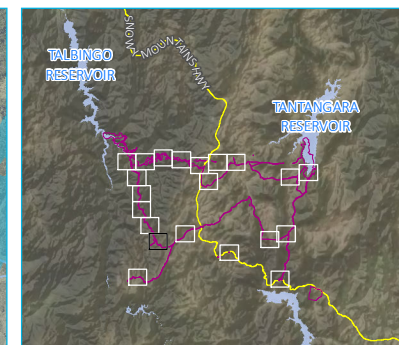 SNOWY
MOUNTAINS HWY
TALBINGO
RESERVOIR
TANTANGARA
RESERVOIR